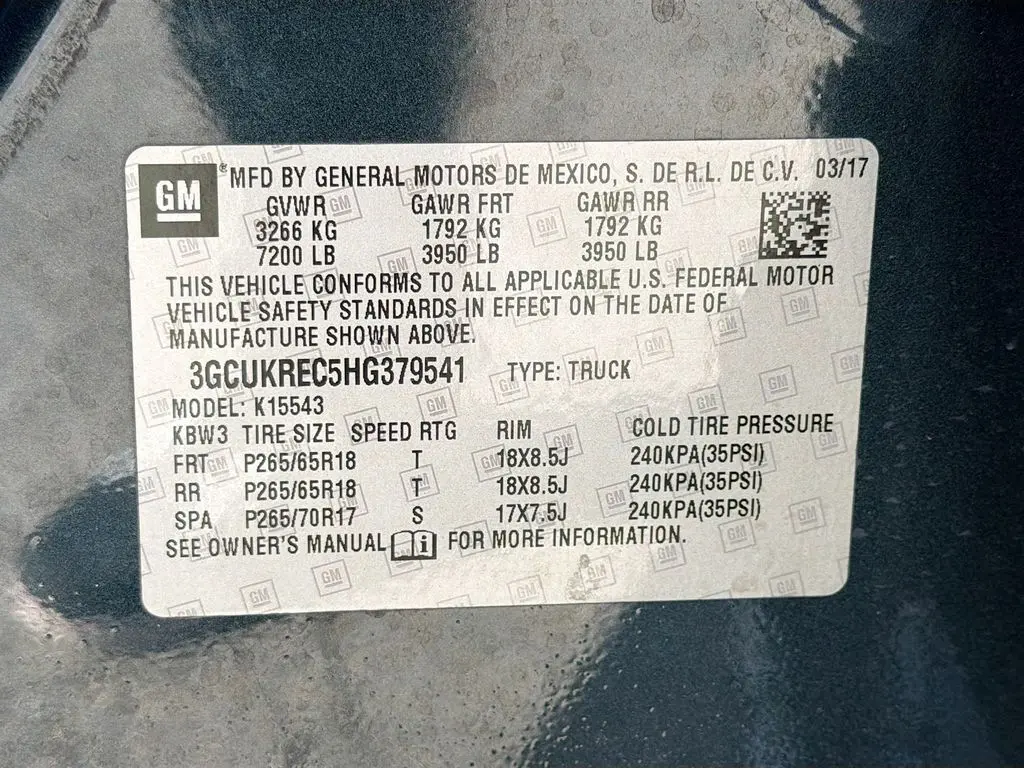 GM ®MFD BY GENERAL MOTORS DE MEXICO, S. DE R.L. DE C.V. 03/17
GVWR GAWR FRT GAWR RR
3266 KG 1792 KG 1792 KG
7200 LB 3950 LB 3950 LB
THIS VEHICLE CONFORMS TO ALL APPLICABLE U.S. FEDERAL MOTOR
VEHICLE SAFETY STANDARDS IN EFFECT ON THE DATE OF
MANUFACTURE SHOWN ABOVE.
3GCUKREC5HG379541 TYPE: TRUCK
MODEL: K15543
KBW3 TIRE SIZE SPEED RTG RIM COLD TIRE PRESSURE
FRT P265/65R18 T 18X8.5J 240KPA(35PSI)
RR P265/65R18 T 18X8.5J 240KPA(35PSI)
SPA P265/70R17 S 17X7.5J 240KPA(35PSI)
SEE OWNER'S MANUAL i FOR MORE INFORMATION.